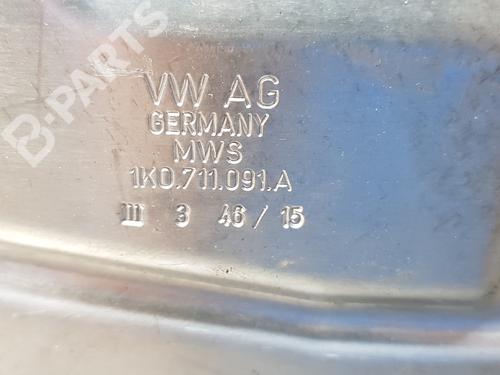 B-PARTS
VW AG
GERMANY
MWS
1K0.711.091.A
III 3 46/15